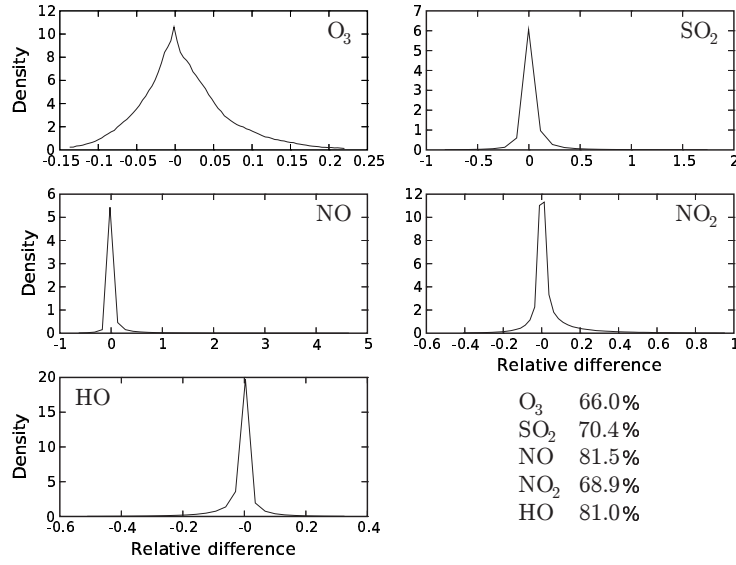 O3
Density
12
10
8
6
4
2
0
-0.15 -0.1 -0.05 -0 0.05 0.1 0.15 0.2 0.25
SO2
7
6
5
4
3
2
1
0
-1 -0.5 0 0.5 1 1.5 2
NO
Density
6
5
4
3
2
1
0
-1 0 1 2 3 4 5
NO2
12
10
8
6
4
2
0
-0.6 -0.4 -0.2 -0 0.2 0.4 0.6 0.8 1
Relative difference
HO
Density
20
15
10
5
0
-0.6 -0.4 -0.2 -0 0.2 0.4
Relative difference
O3 66.0%
SO2 70.4%
NO 81.5%
NO2 68.9%
HO 81.0%